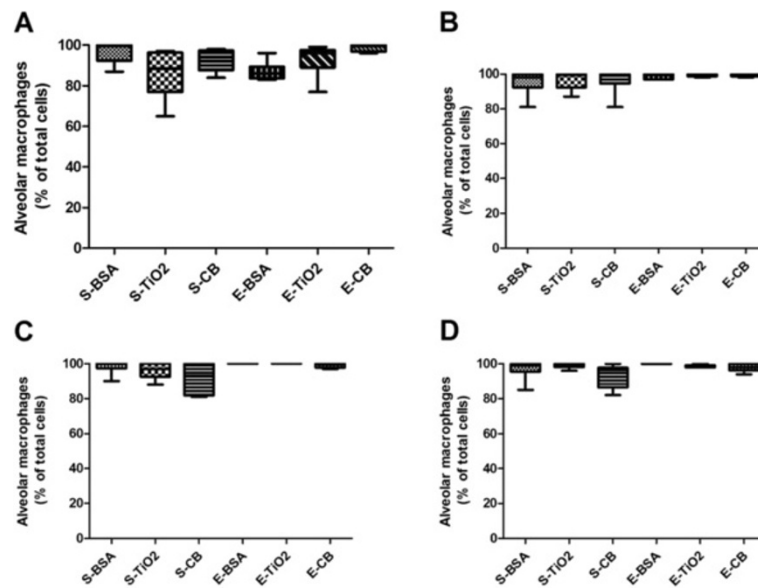 A
Alveolar macrophages
(% of total cells)
100
80
60
40
20
0
S-BSA
S-TiO2
S-CB
E-BSA
E-TiO2
E-CB
B
Alveolar macrophages
(% of total cells)
100
80
60
40
20
0
S-BSA
S-TiO2
S-CB
E-BSA
E-TiO2
E-CB
C
Alveolar macrophages
(% of total cells)
100
80
60
40
20
0
S-BSA
S-TiO2
S-CB
E-BSA
E-TiO2
E-CB
D
Alveolar macrophages
(% of total cells)
100
80
60
40
20
0
S-BSA
S-TiO2
S-CB
E-BSA
E-TiO2
E-CB